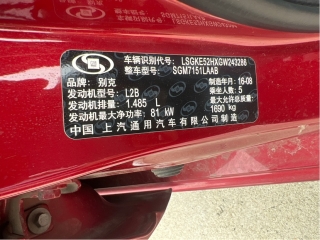 车辆识别代号: LSGKE52HXGW243288
整车型号: SGM7151LAAB
品牌: 别克 制造年月: 16-08
发动机型号: L2B 乘坐人数: 5
发动机排量: 1.485 L 最大允许总质量:
发动机最大净功率: 81 kW 1690 kg
中国 上汽通用汽车有限公司 制造